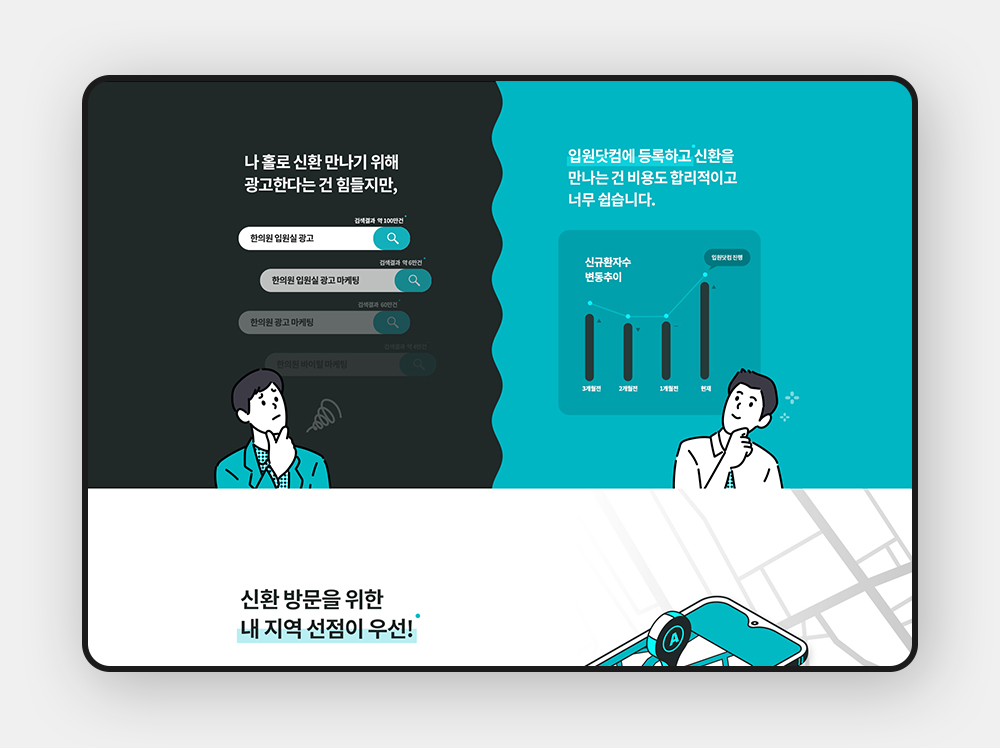 나 홀로 신환 만나기 위해
광고한다는 건 힘들지만,
검색결과 약 100만건
한의원 입원실 광고
검색결과 약 6만건
한의원 입원실 광고 마케팅
검색결과 60만건
한의원 광고 마케팅
한의원 바이럴 마케팅
입원닷컴에 등록하고 신환을
만나는 건 비용도 합리적이고
너무 쉽습니다.
신규환자수
변동추이
입원닷컴 진행
3개월전 2개월전 1개월전 현재
신환 방문을 위한
내 지역 선점이 우선!
A